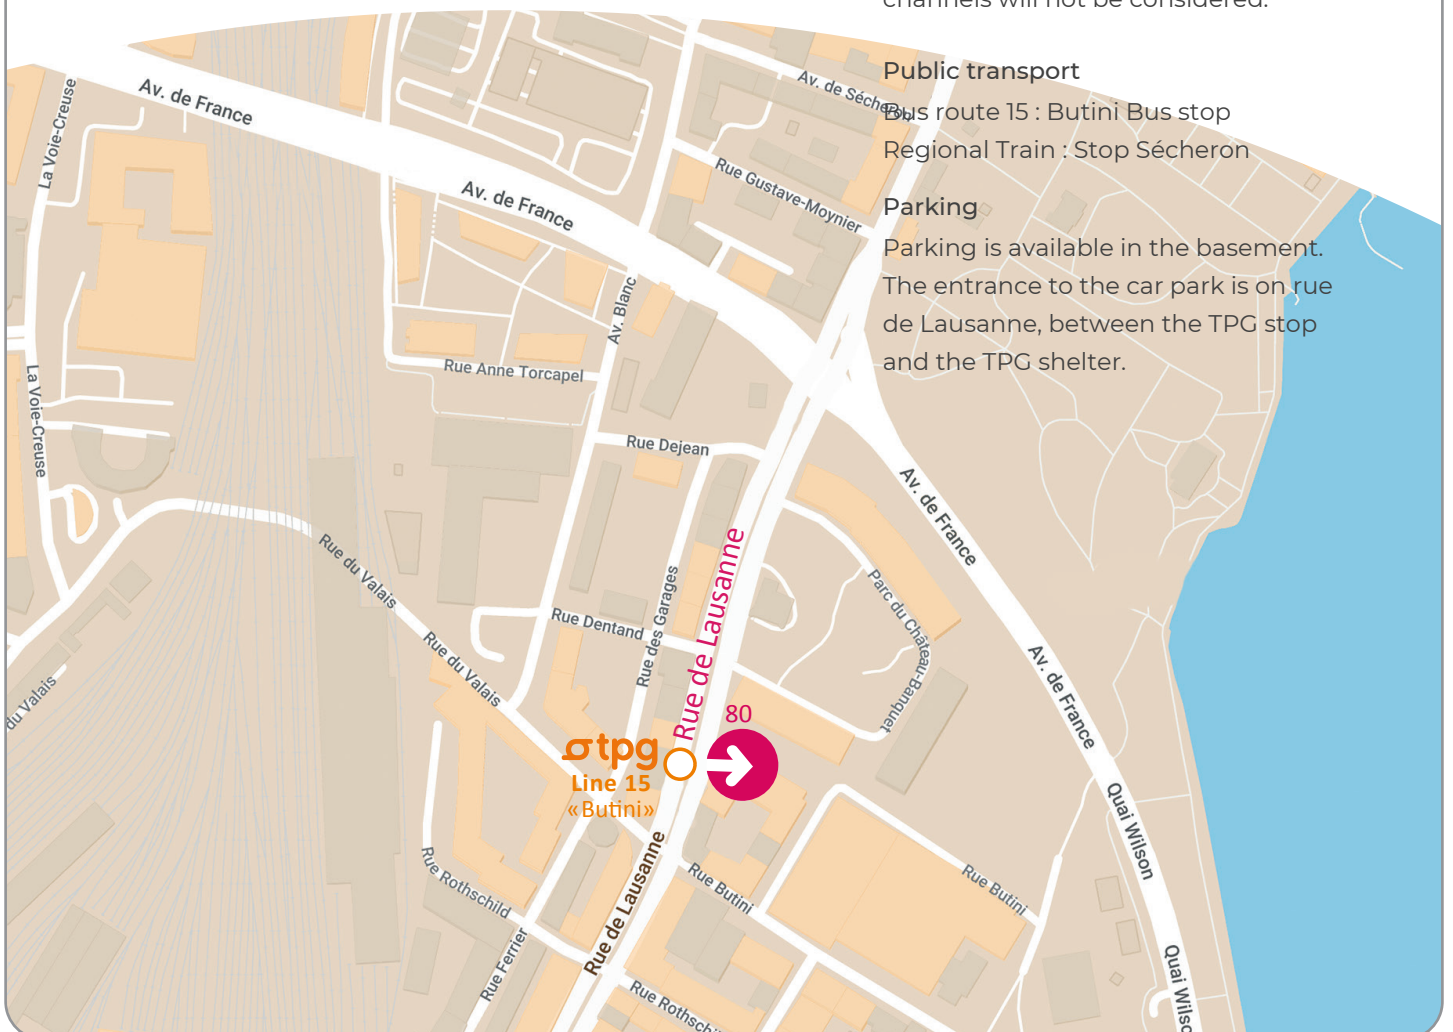 channels will not be considered.
Public transport
Bus route 15 : Butini Bus stop
Regional Train : Stop Sécheron
Parking
Parking is available in the basement.
The entrance to the car park is on rue
de Lausanne, between the TPG stop
and the TPG shelter.
Av. de France
La Voie-Creuse
Av. de Sécheron
Rue Gustave-Moynier
Av. de France
Av. Blanc
Rue Anne Torcapel
La Voie-Creuse
Rue Dejean
Av. de France
Rue du Valais
Rue de Lausanne
Rue des Garages
Parc du Château-Banquet
Rue Dentand
Rue du Valais
Av. de France
du Valais
80
tpg
Line 15
«Butini»
Quai Wilson
Rue de Lausanne
Rue Rothschild
Rue Butini
Rue Butini
Rue Ferrier
Rue Rothschi
Quai Wilso